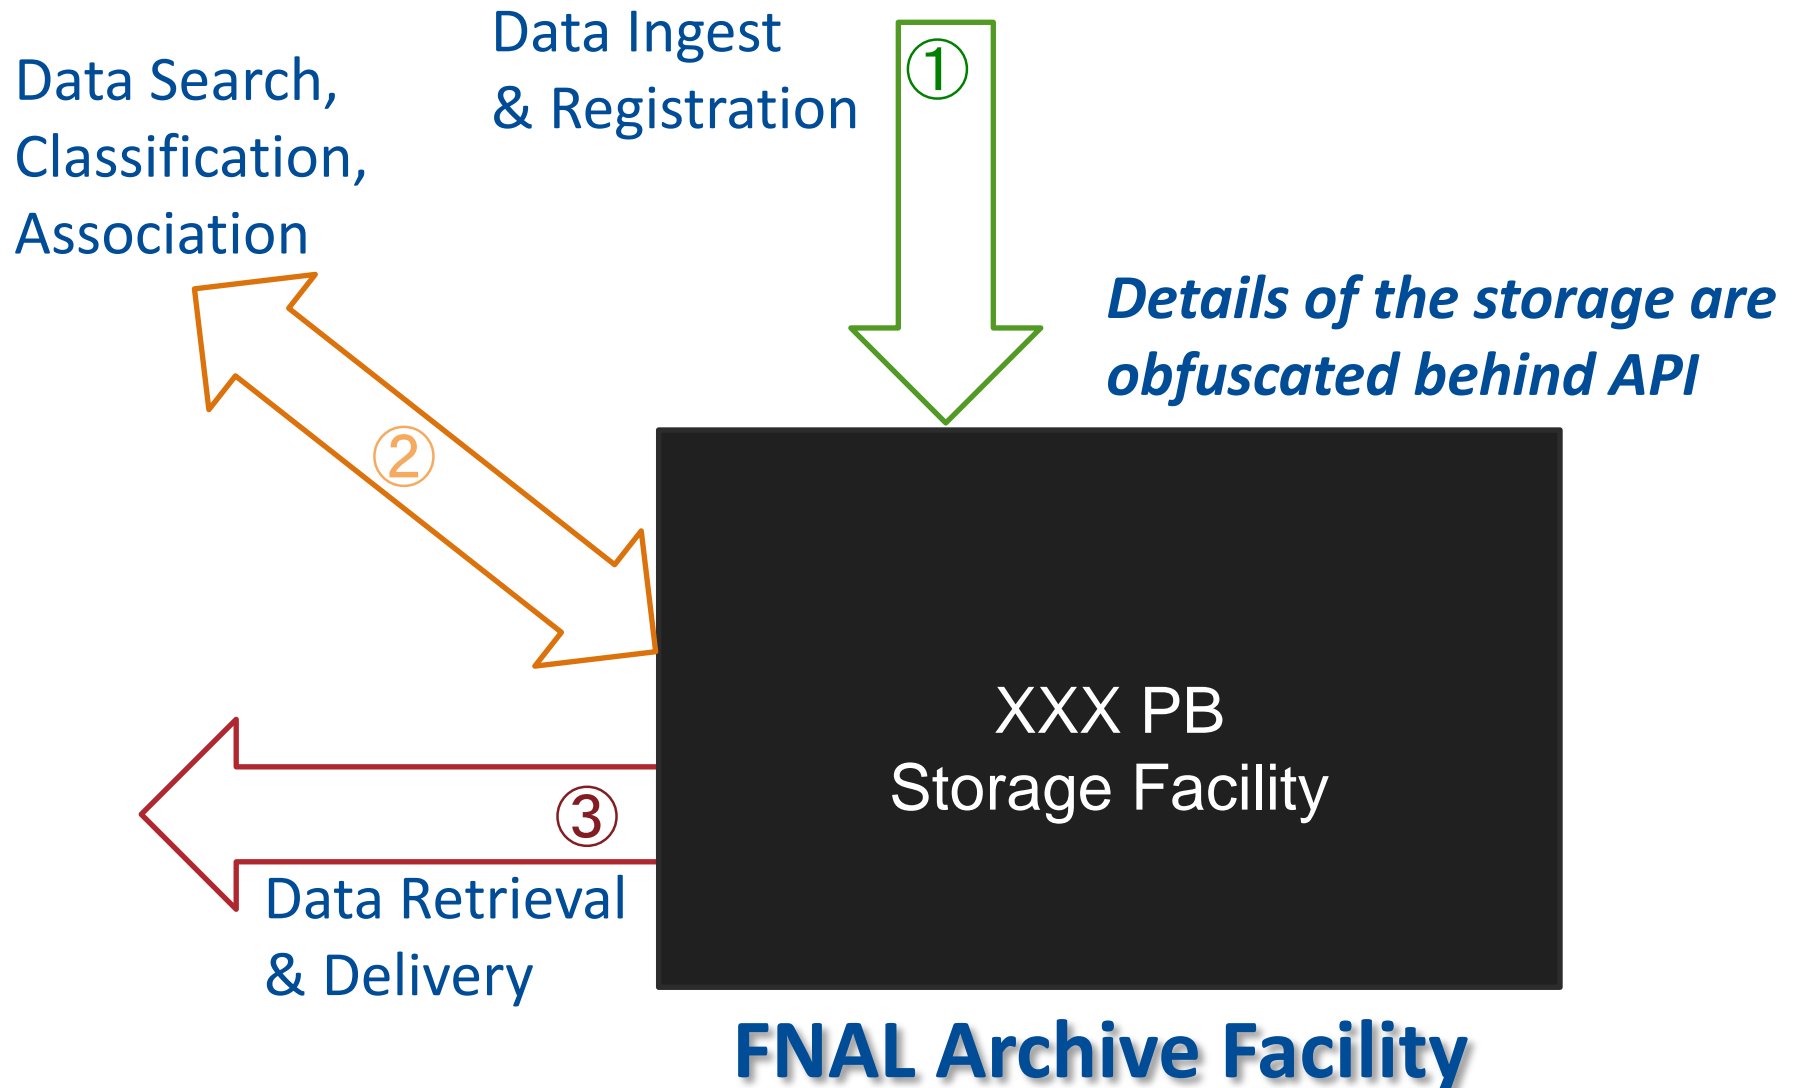 Data Ingest
& Registration
①
Data Search,
Classification,
Association
Details of the storage are
obfuscated behind API
②
XXX PB
Storage Facility
③
Data Retrieval
& Delivery
FNAL Archive Facility